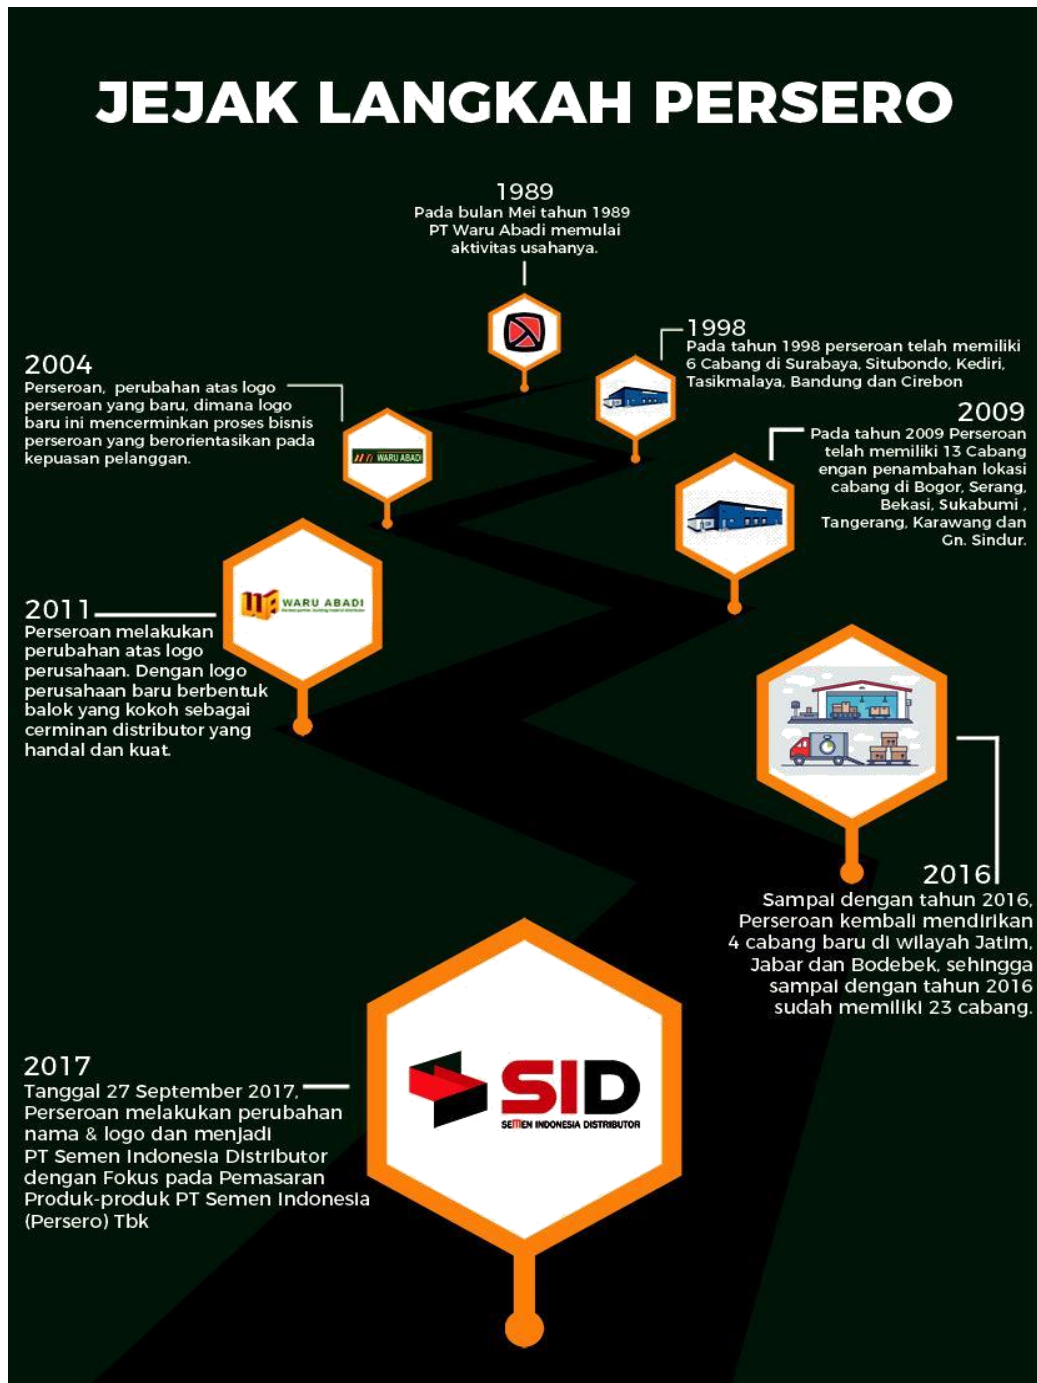 JEJAK LANGKAH PERSERO
1989
Pada bulan Mei tahun 1989
PT Waru Abadi memulai
aktivitas usahanya.
1998
Pada tahun 1998 perseroan telah memiliki
6 Cabang di Surabaya, Situbondo, Kediri,
Tasikmalaya, Bandung dan Cirebon
2004
Perseroan, perubahan atas logo
perseroan yang baru, dimana logo
baru ini mencerminkan proses bisnis
perseroan yang berorientasikan pada
kepuasan pelanggan.
WARU ABADI
2009
Pada tahun 2009 Perseroan
telah memiliki 13 Cabang
engan penambahan lokasi
cabang di Bogor, Serang,
Bekasi, Sukabumi ,
Tangerang, Karawang dan
Gn. Sindur.
WARU ABADI
2011
Perseroan melakukan
perubahan atas logo
perusahaan. Dengan logo
perusahaan baru berbentuk
balok yang kokoh sebagai
cerminan distributor yang
handal dan kuat.
2016
Sampai dengan tahun 2016,
Perseroan kembali mendirikan
4 cabang baru di wilayah Jatim,
Jabar dan Bodebek, sehingga
sampai dengan tahun 2016
sudah memiliki 23 cabang.
2017
Tanggal 27 September 2017,
Perseroan melakukan perubahan
nama & logo dan menjadi
PT Semen Indonesia Distributor
dengan Fokus pada Pemasaran
Produk-produk PT Semen Indonesia
(Persero) Tbk
SID
SEMEN INDONESIA DISTRIBUTOR